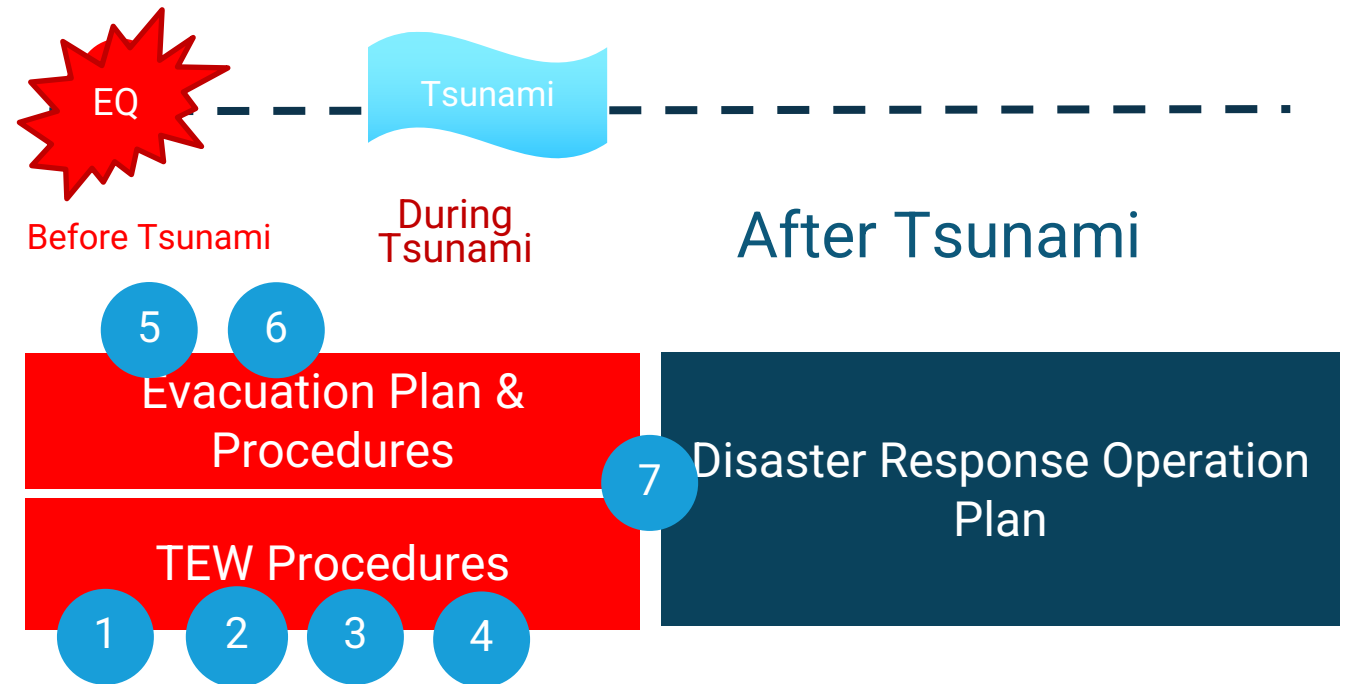 EQ
Tsunami
Before Tsunami
During
Tsunami
After Tsunami
5
6
Evacuation Plan &
Procedures
7
Disaster Response Operation
Plan
TEW Procedures
1
2
3
4